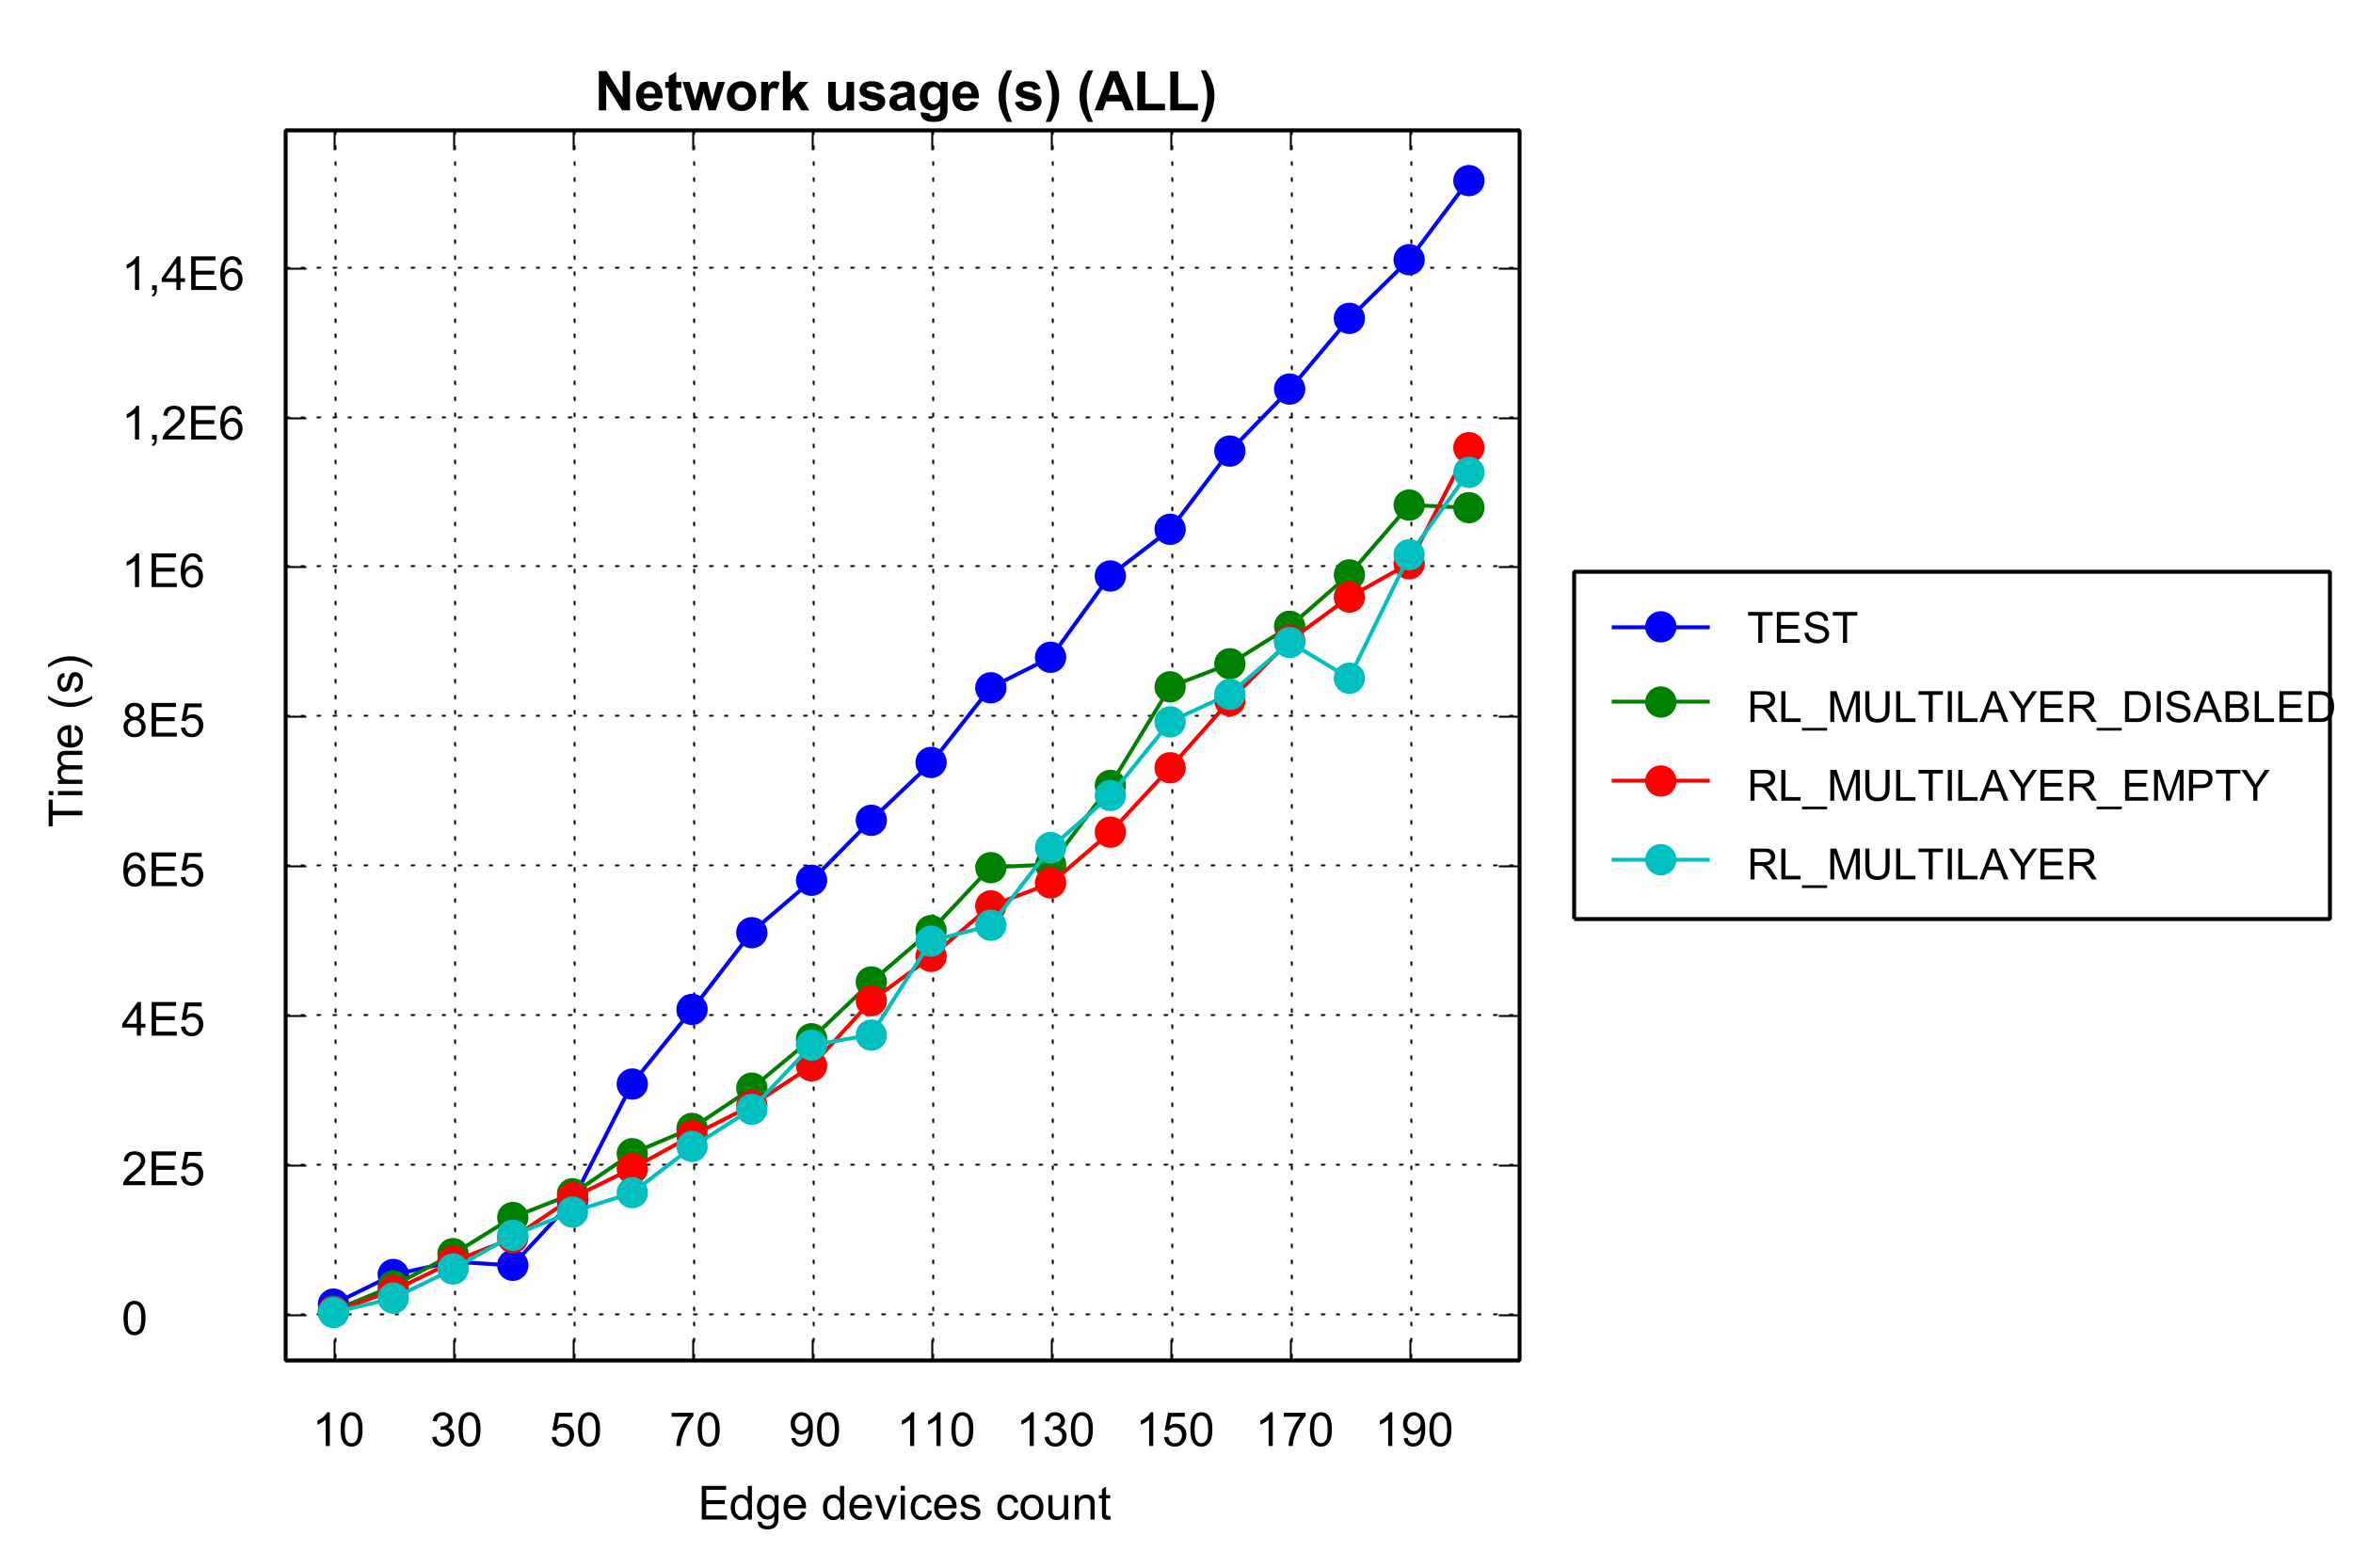 Network usage (s) (ALL)
Time (s)
1,4E6
1,2E6
1E6
8E5
6E5
4E5
2E5
0
10 30 50 70 90 110 130 150 170 190
Edge devices count
TEST
RL_MULTILAYER_DISABLED
RL_MULTILAYER_EMPTY
RL_MULTILAYER